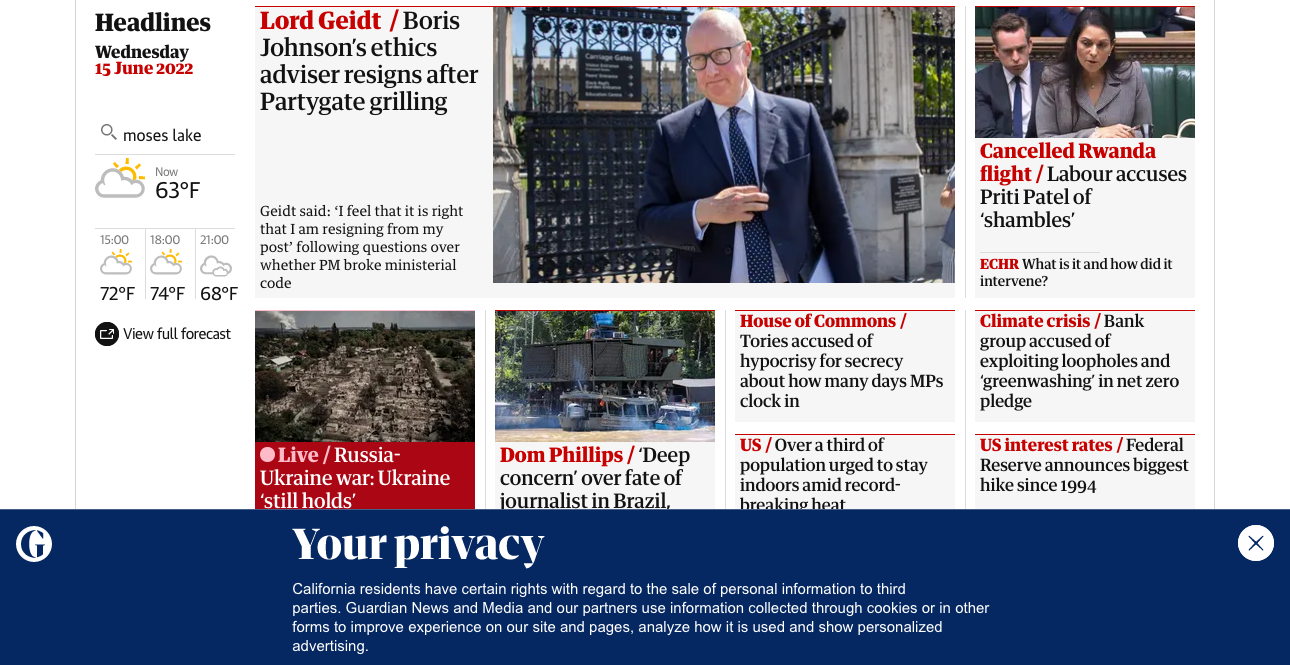 Headlines
Wednesday
15 June 2022
moses lake
Now
63°F
15:00
72°F
18:00
74°F
21:00
68°F
View full forecast
Lord Geidt / Boris
Johnson’s ethics
adviser resigns after
Partygate grilling
Geidt said: ‘I feel that it is right
that I am resigning from my
post’ following questions over
whether PM broke ministerial
code
Carriage Gates
Cancelled Rwanda
flight / Labour accuses
Priti Patel of
‘shambles’
ECHR What is it and how did it
intervene?
Live / Russia-
Ukraine war: Ukraine
‘still holds’
Dom Phillips / ‘Deep
concern’ over fate of
journalist in Brazil,
House of Commons /
Tories accused of
hypocrisy for secrecy
about how many days MPs
clock in
US / Over a third of
population urged to stay
indoors amid record-
breaking heat
Climate crisis / Bank
group accused of
exploiting loopholes and
‘greenwashing’ in net zero
pledge
US interest rates / Federal
Reserve announces biggest
hike since 1994
G
Your privacy
California residents have certain rights with regard to the sale of personal information to third
parties. Guardian News and Media and our partners use information collected through cookies or in other
forms to improve experience on our site and pages, analyze how it is used and show personalized
advertising.